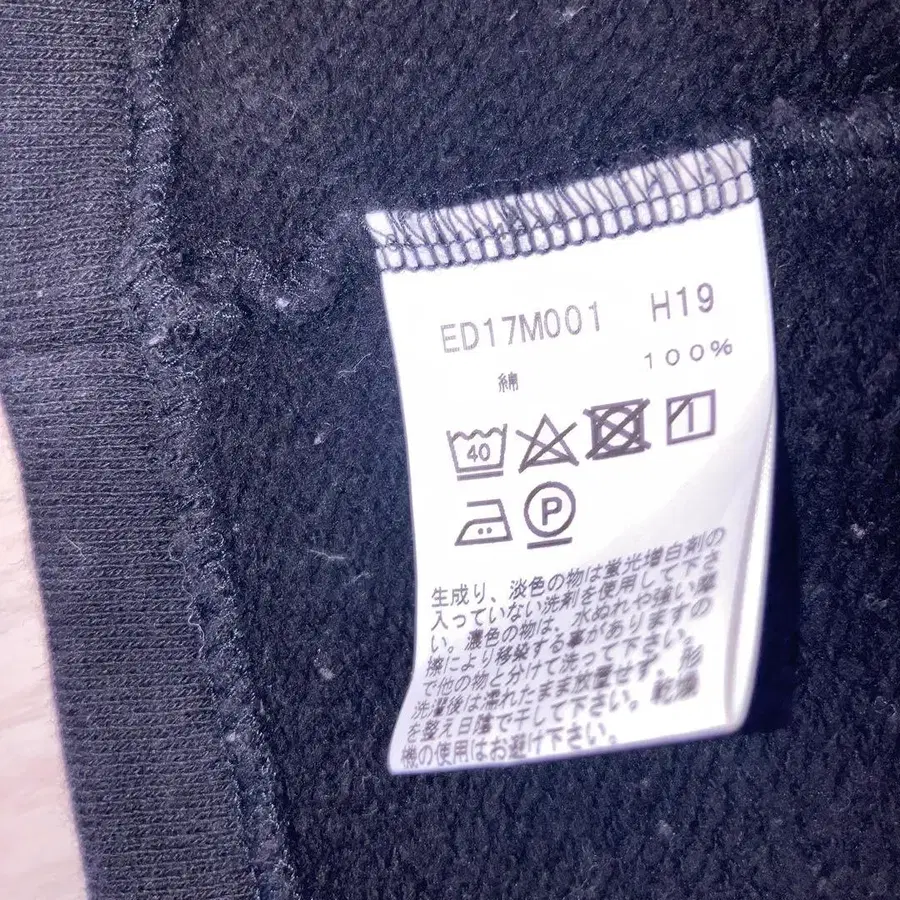 ED17M001 H19
綿 100%
40
P
生成り、淡色の物は蛍光増白剤の
入っていない洗剤を使用して下さ
い。濃色の物は、水ぬれや強い摩
擦により移染する事がありますの
で他の物と分けて洗って下さい。
洗濯後は濡れたまま放置せず、形
を整え日陰で干して下さい。乾燥
機の使用はお避け下さい。